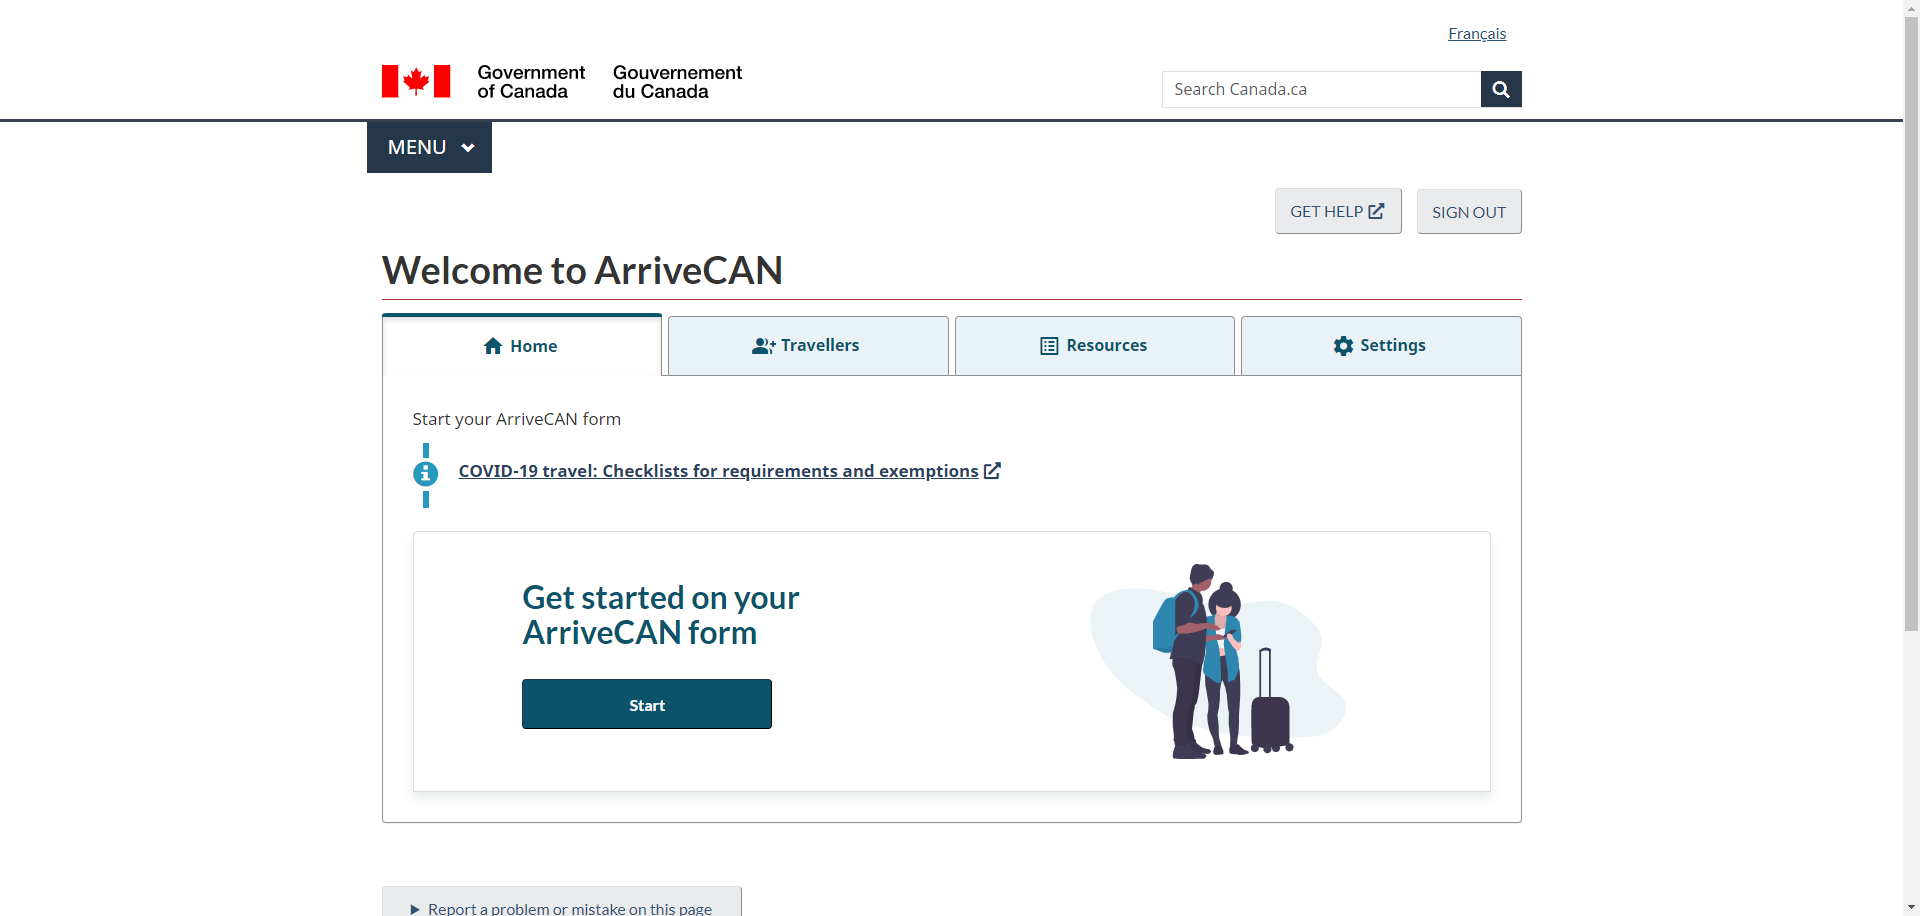 Français
Government of Canada
Gouvernement du Canada
Search Canada.ca
MENU
GET HELP
SIGN OUT
Welcome to ArriveCAN
Home
Travellers
Resources
Settings
Start your ArriveCAN form
COVID-19 travel: Checklists for requirements and exemptions
Get started on your
ArriveCAN form
Start
Report a problem or mistake on this page